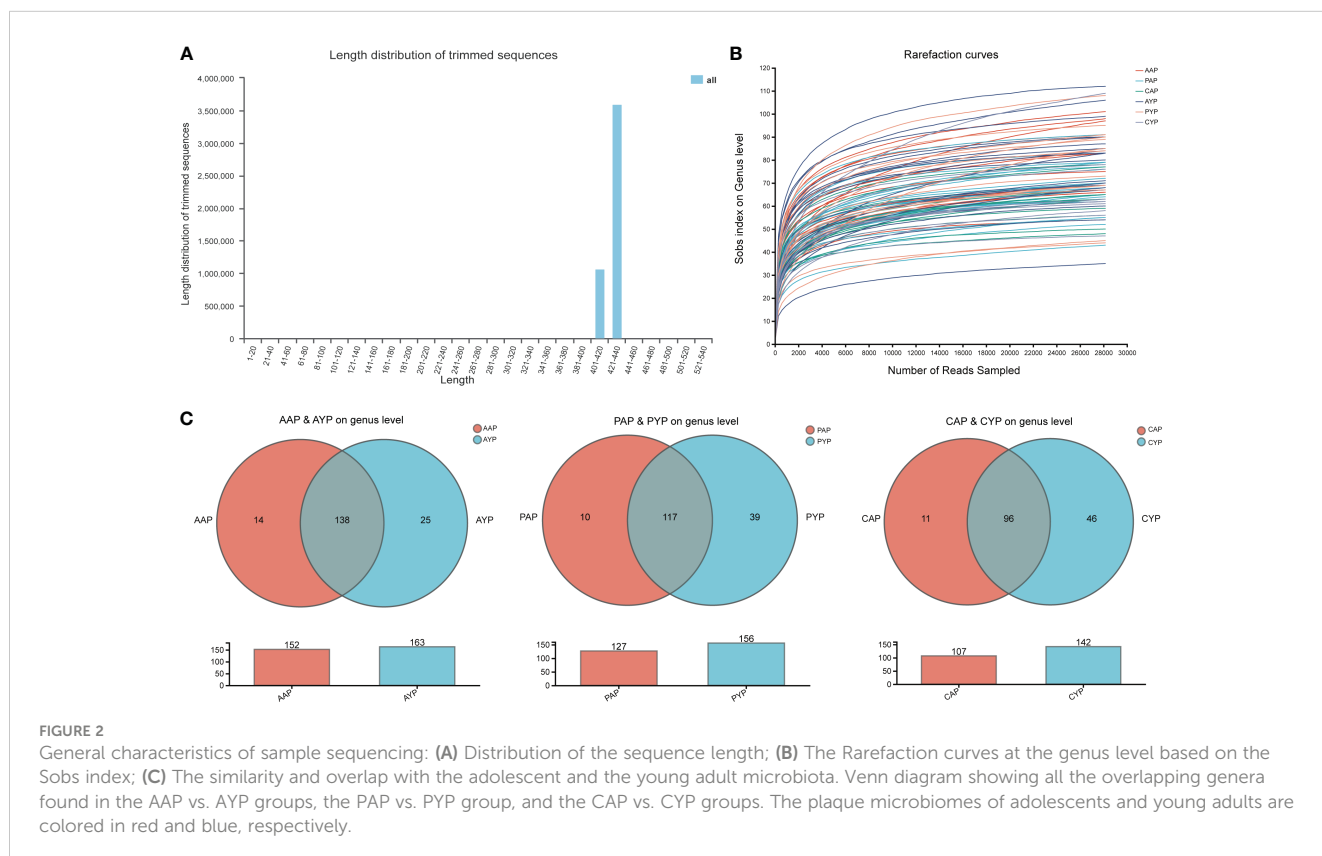 A
Length distribution of trimmed sequences
all
Length distribution of trimmed sequences
4,000,000
3,500,000
3,000,000
2,500,000
2,000,000
1,500,000
1,000,000
500,000
0
1-20
21-40
41-60
61-80
81-100
101-120
121-140
141-160
161-180
181-200
201-220
221-240
241-260
261-280
281-300
301-320
321-340
341-360
361-380
381-400
401-420
421-440
441-460
461-480
481-500
501-520
521-540
Length
B
Rarefaction curves
Sobs index on Genus level
120
110
100
90
80
70
60
50
40
30
20
10
0
0
2000
4000
6000
8000
10000
12000
14000
16000
18000
20000
22000
24000
26000
28000
30000
Number of Reads Sampled
AAP
PAP
CAP
AYP
PYP
CYP
C
AAP & AYP on genus level
AAP
AYP
AAP
14
138
25
AYP
150
100
50
0
152
163
AAP
AYP
PAP & PYP on genus level
PAP
PYP
PAP
10
117
39
PYP
150
100
50
0
127
156
PAP
PYP
CAP & CYP on genus level
CAP
CYP
CAP
11
96
46
CYP
150
100
50
0
107
142
CAP
CYP
FIGURE 2
General characteristics of sample sequencing: (A) Distribution of the sequence length; (B) The Rarefaction curves at the genus level based on the
Sobs index; (C) The similarity and overlap with the adolescent and the young adult microbiota. Venn diagram showing all the overlapping genera
found in the AAP vs. AYP groups, the PAP vs. PYP group, and the CAP vs. CYP groups. The plaque microbiomes of adolescents and young adults are
colored in red and blue, respectively.